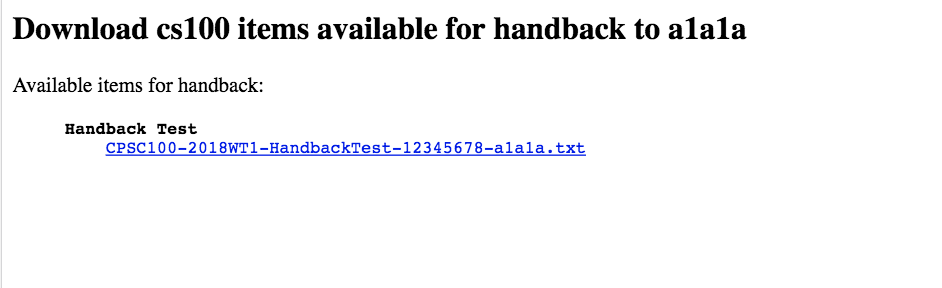 Download cs100 items available for handback to a1a1a
Available items for handback:
Handback Test
CPSC100-2018WT1-HandbackTest-12345678-a1a1a.txt